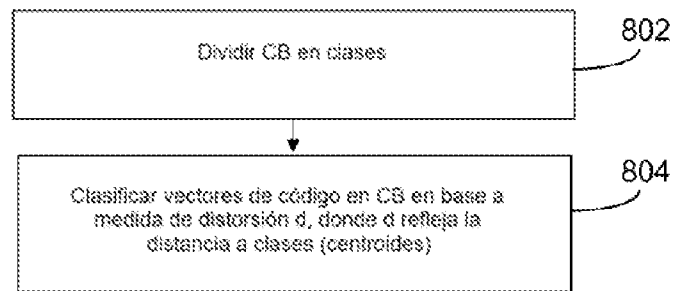 Dividir CB en clases
802
Clasificar vectores de código en CB en base a
medida de distorsión d, donde d refleja la
distancia a clases (centroides)
804